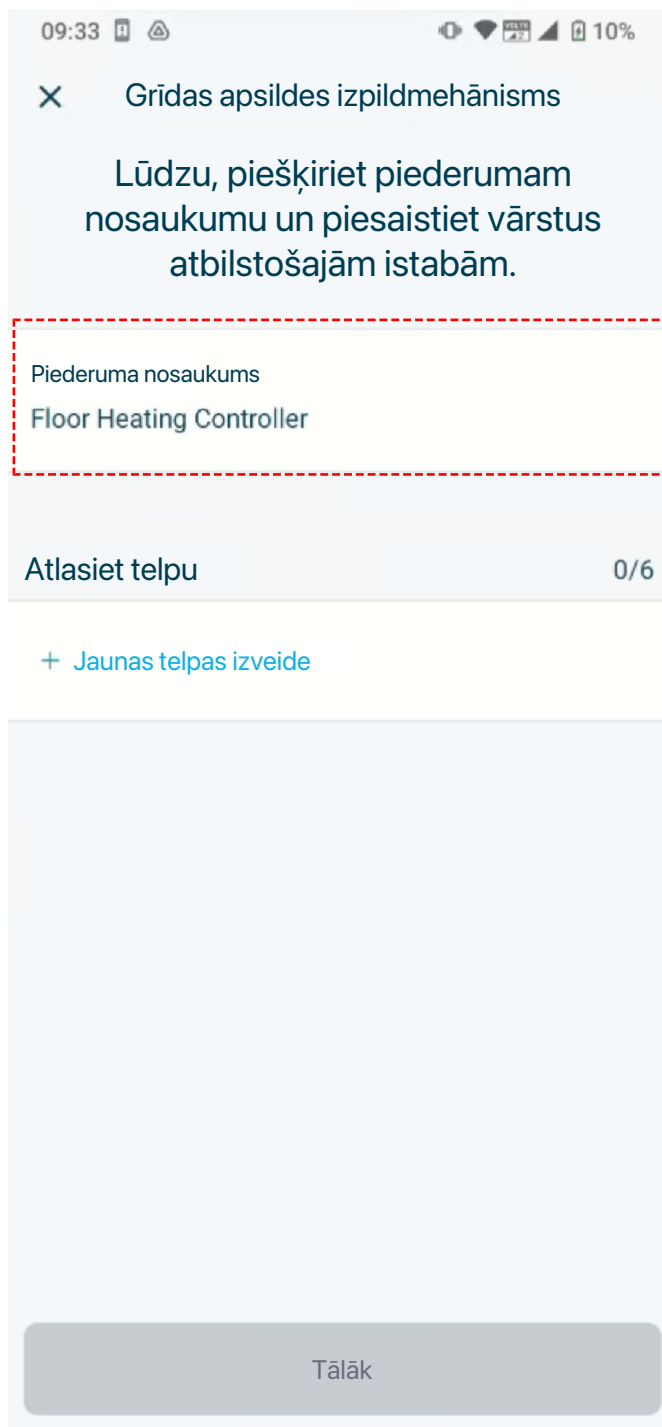 09:33 10%
Grīdas apsildes izpildmehānisms
Lūdzu, piešķiriet piederumam
nosaukumu un piesaistiet vārstus
atbilstošajām istabām.
Piederuma nosaukums
Floor Heating Controller
Atlasiet telpu 0/6
+ Jaunas telpas izveide
Tālāk